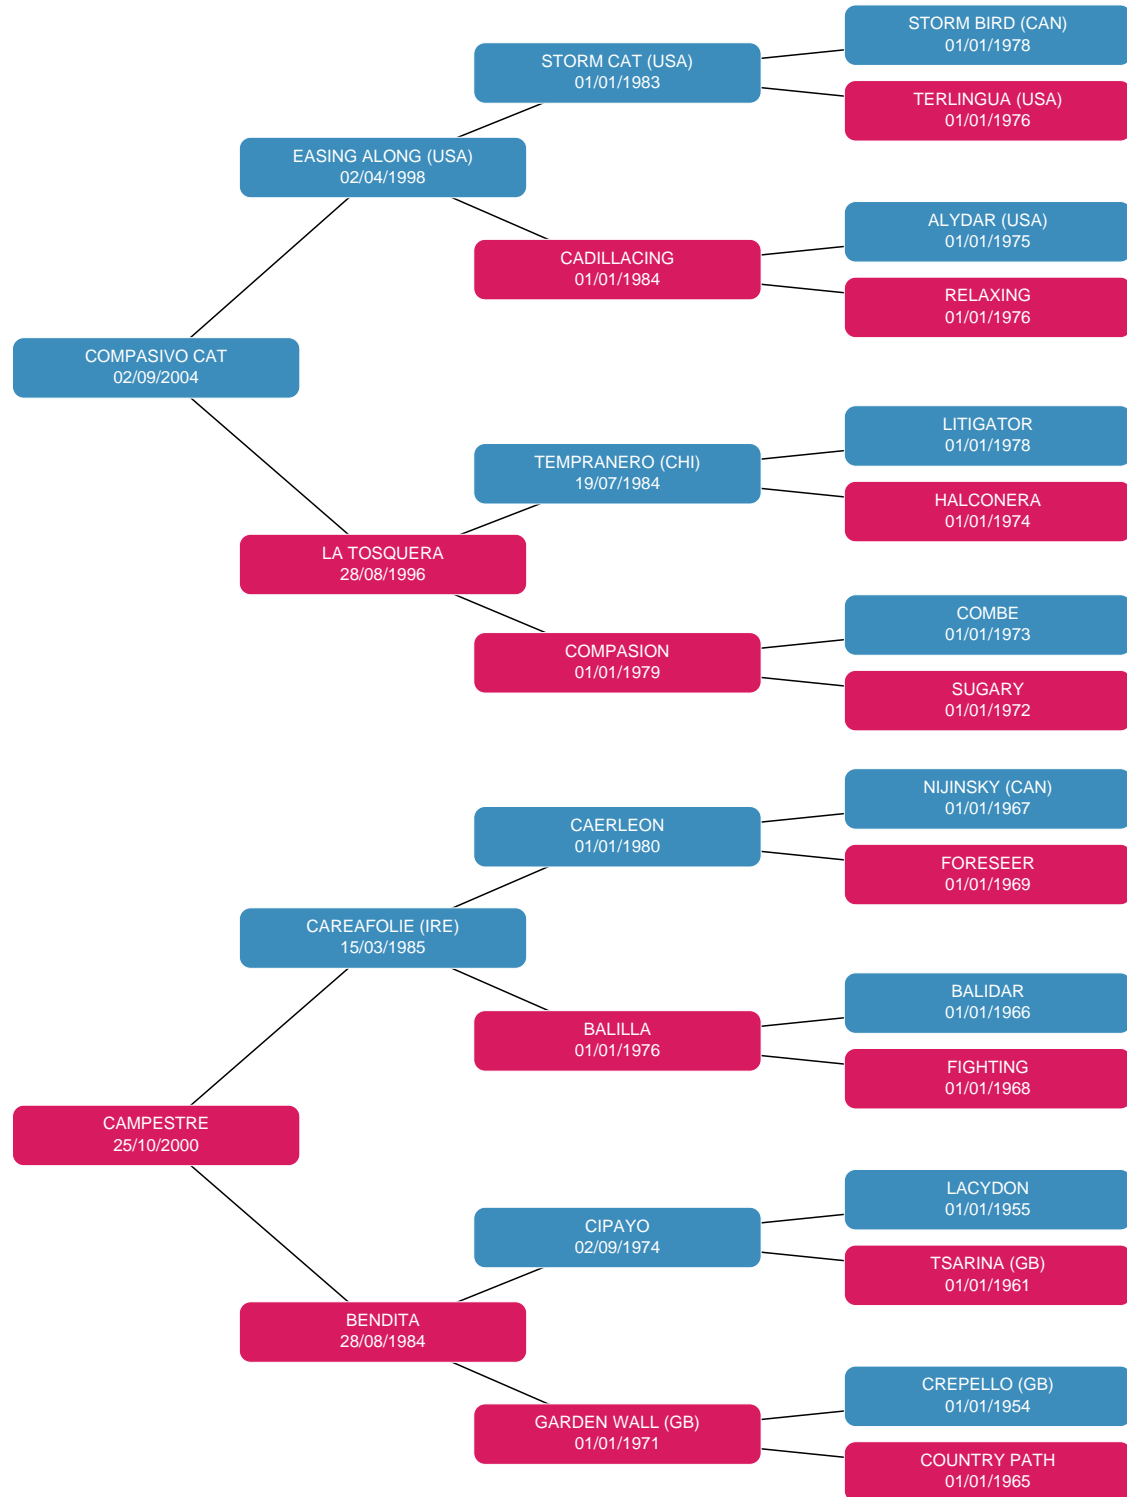 STORM BIRD (CAN)
01/01/1978
STORM CAT (USA)
01/01/1983
TERLINGUA (USA)
01/01/1976
EASING ALONG (USA)
02/04/1998
ALYDAR (USA)
01/01/1975
CADILLACING
01/01/1984
RELAXING
01/01/1976
COMPASIVO CAT
02/09/2004
LITIGATOR
01/01/1978
TEMPRANERO (CHI)
19/07/1984
HALCONERA
01/01/1974
LA TOSQUERA
28/08/1996
COMBE
01/01/1973
COMPASION
01/01/1979
SUGARY
01/01/1972
NIJINSKY (CAN)
01/01/1967
CAERLEON
01/01/1980
FORESEER
01/01/1969
CAREAFOLIE (IRE)
15/03/1985
BALIDAR
01/01/1966
BALILLA
01/01/1976
FIGHTING
01/01/1968
CAMPESTRE
25/10/2000
LACYDON
01/01/1955
CIPAYO
02/09/1974
TSARINA (GB)
01/01/1961
BENDITA
28/08/1984
CREPELLO (GB)
01/01/1954
GARDEN WALL (GB)
01/01/1971
COUNTRY PATH
01/01/1965